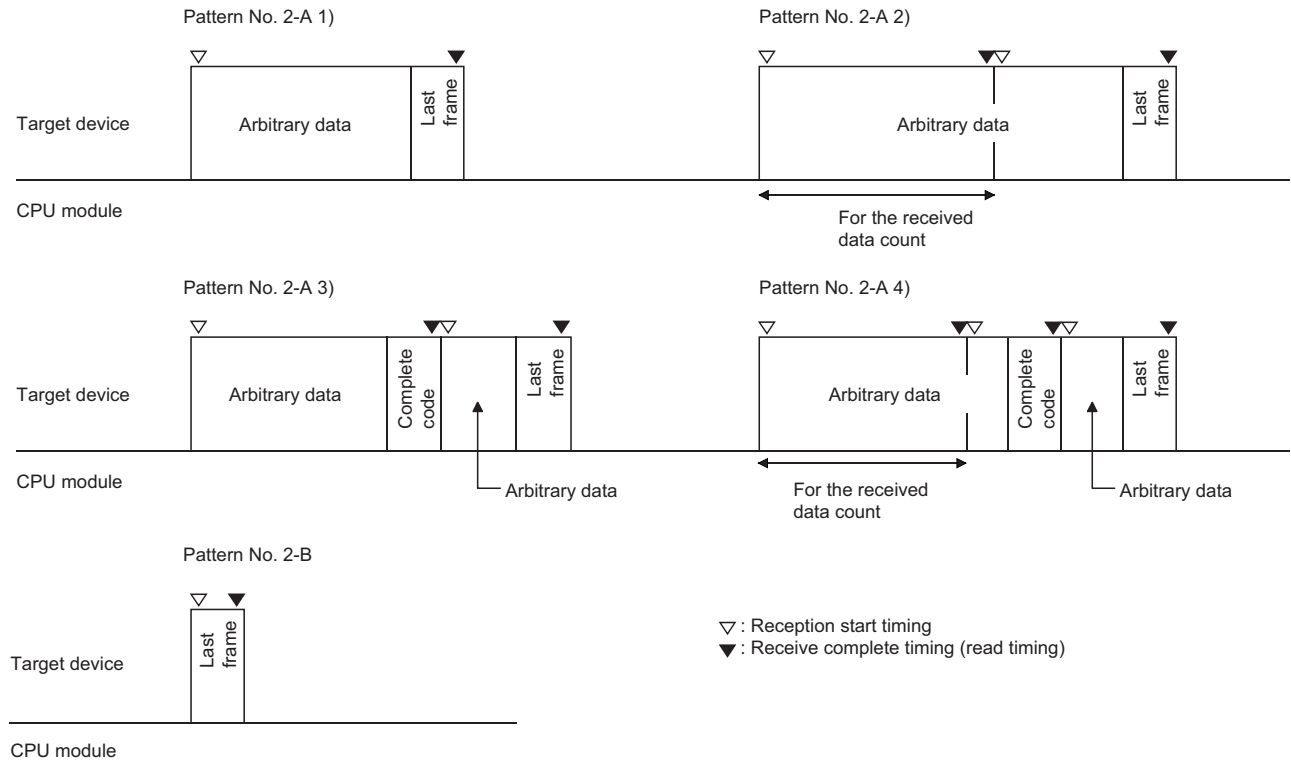 Pattern No. 2-A 1)
Pattern No. 2-A 2)
Target device
Arbitrary data
Last
frame
Arbitrary data
Last
frame
CPU module
For the received
data count
Pattern No. 2-A 3)
Pattern No. 2-A 4)
Target device
Arbitrary data
Complete
code
Last
frame
Arbitrary data
Complete
code
Last
frame
CPU module
Arbitrary data
For the received
data count
Arbitrary data
Pattern No. 2-B
Target device
Last
frame
▽ : Reception start timing
▼ : Receive complete timing (read timing)
CPU module